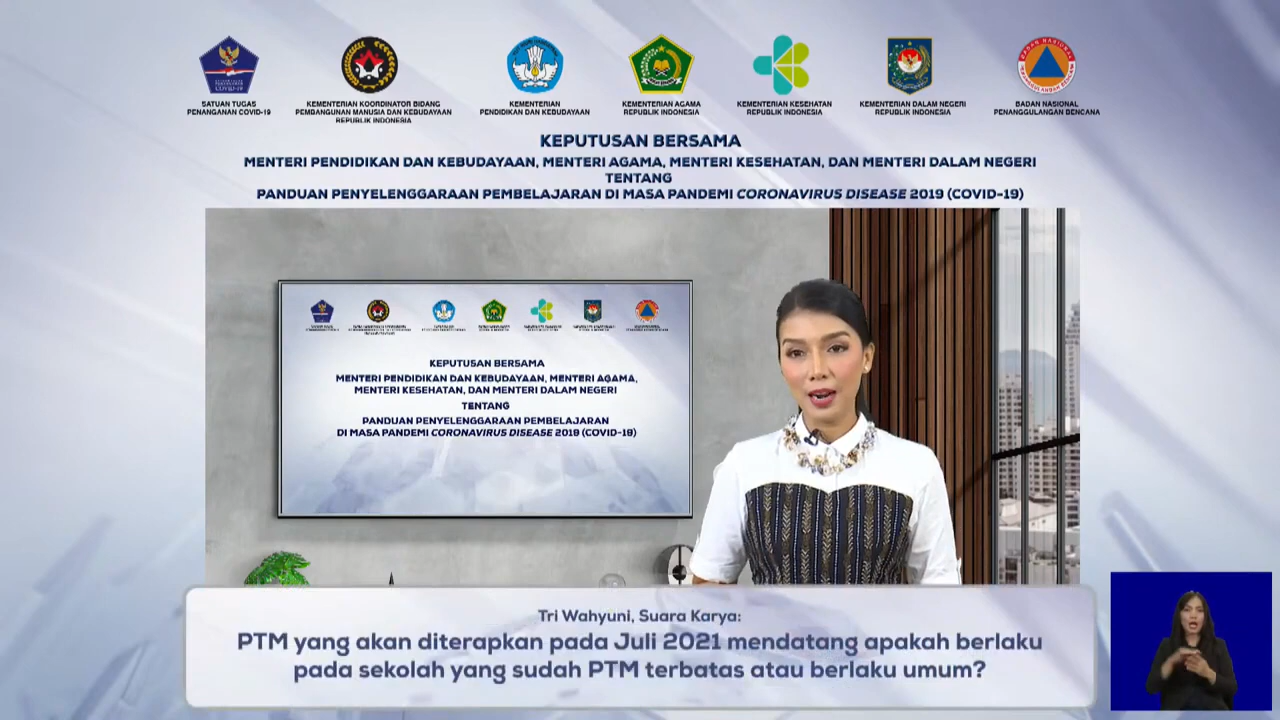 SATUAN TUGAS
PENANGANAN COVID-19
KEMENTERIAN KOORDINATOR BIDANG
PEMBANGUNAN MANUSIA DAN KEBUDAYAAN
REPUBLIK INDONESIA
KEMENTERIAN
PENDIDIKAN DAN KEBUDAYAAN
KEMENTERIAN AGAMA
REPUBLIK INDONESIA
KEMENTERIAN KESEHATAN
REPUBLIK INDONESIA
KEMENTERIAN DALAM NEGERI
REPUBLIK INDONESIA
BADAN NASIONAL
PENANGGULANGAN BENCANA
KEPUTUSAN BERSAMA
MENTERI PENDIDIKAN DAN KEBUDAYAAN, MENTERI AGAMA, MENTERI KESEHATAN, DAN MENTERI DALAM NEGERI
TENTANG
PANDUAN PENYELENGGARAAN PEMBELAJARAN DI MASA PANDEMI CORONAVIRUS DISEASE 2019 (COVID-19)
KEPUTUSAN BERSAMA
MENTERI PENDIDIKAN DAN KEBUDAYAAN, MENTERI AGAMA,
MENTERI KESEHATAN, DAN MENTERI DALAM NEGERI
TENTANG
PANDUAN PENYELENGGARAAN PEMBELAJARAN
DI MASA PANDEMI CORONAVIRUS DISEASE 2019 (COVID-19)
Tri Wahyuni, Suara Karya:
PTM yang akan diterapkan pada Juli 2021 mendatang apakah berlaku
pada sekolah yang sudah PTM terbatas atau berlaku umum?